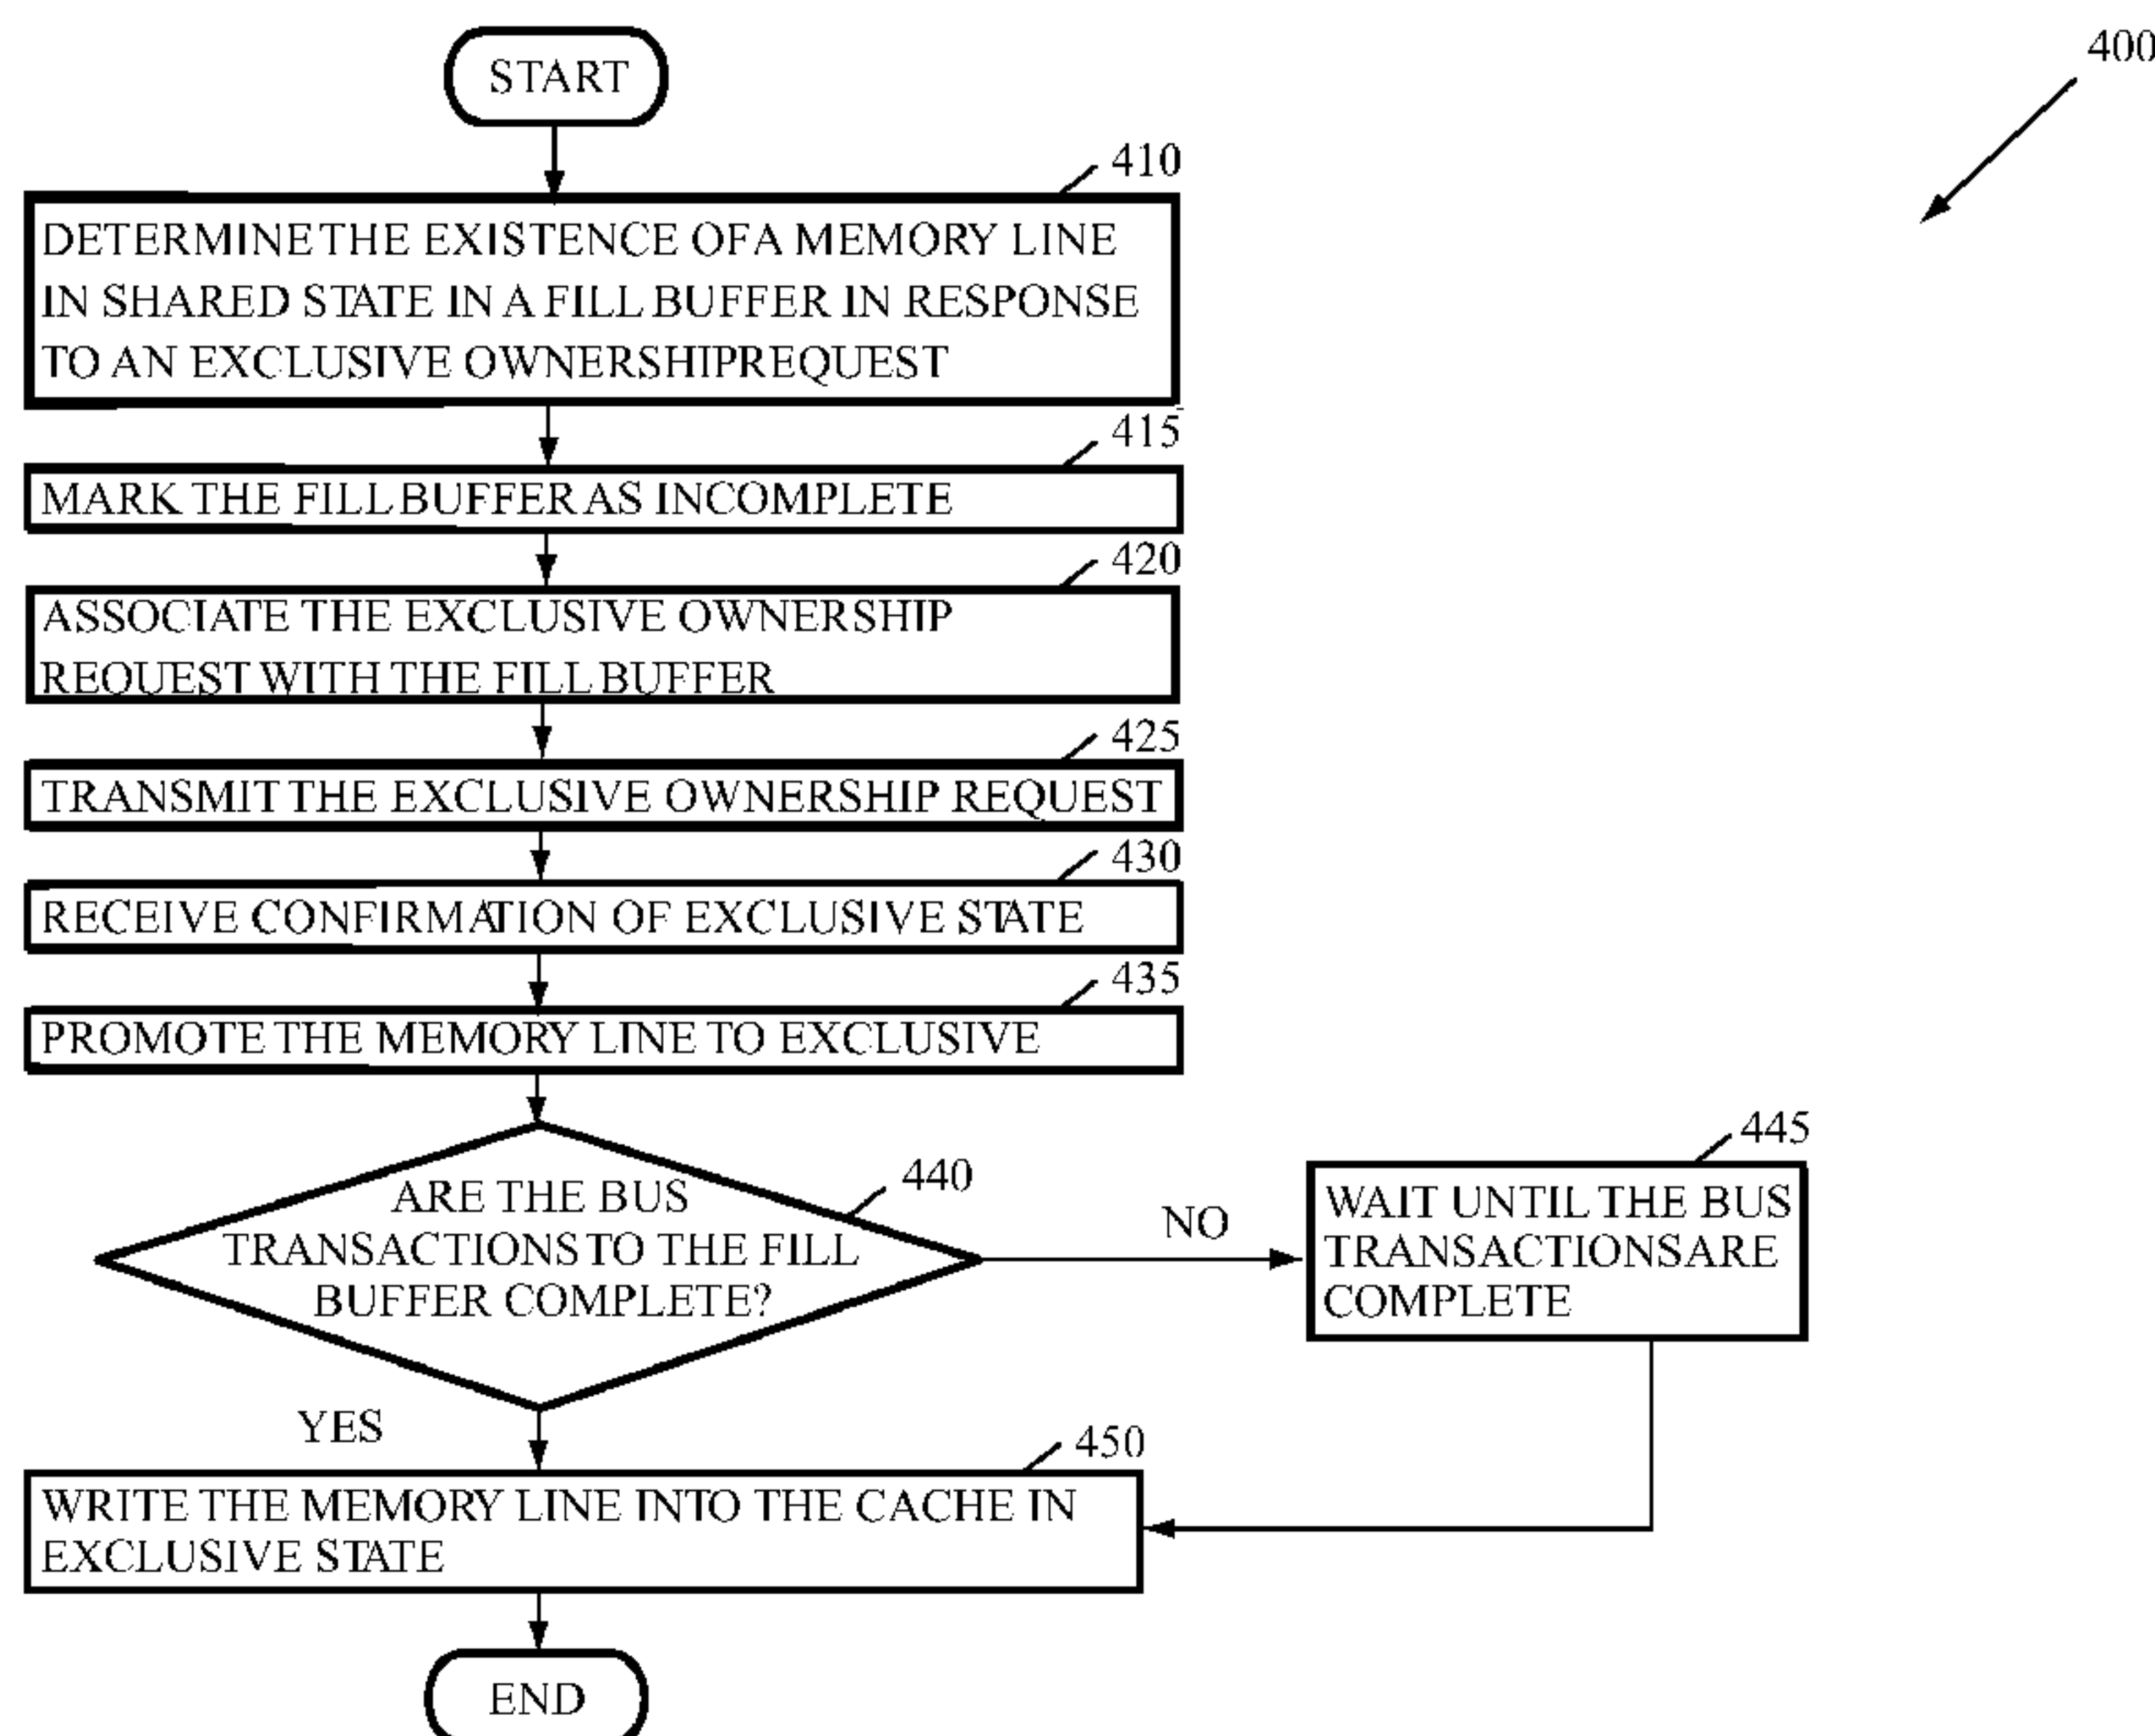 START
400
410
DETERMINE THE EXISTENCE OF A MEMORY LINE
IN SHARED STATE IN A FILL BUFFER IN RESPONSE
TO AN EXCLUSIVE OWNERSHIP REQUEST
415
MARK THE FILL BUFFER AS INCOMPLETE
420
ASSOCIATE THE EXCLUSIVE OWNERSHIP
REQUEST WITH THE FILL BUFFER
425
TRANSMIT THE EXCLUSIVE OWNERSHIP REQUEST
430
RECEIVE CONFIRMATION OF EXCLUSIVE STATE
435
PROMOTE THE MEMORY LINE TO EXCLUSIVE
440
ARE THE BUS
TRANSACTIONS TO THE FILL
BUFFER COMPLETE?
NO
445
WAIT UNTIL THE BUS
TRANSACTIONS ARE
COMPLETE
YES
450
WRITE THE MEMORY LINE INTO THE CACHE IN
EXCLUSIVE STATE
END